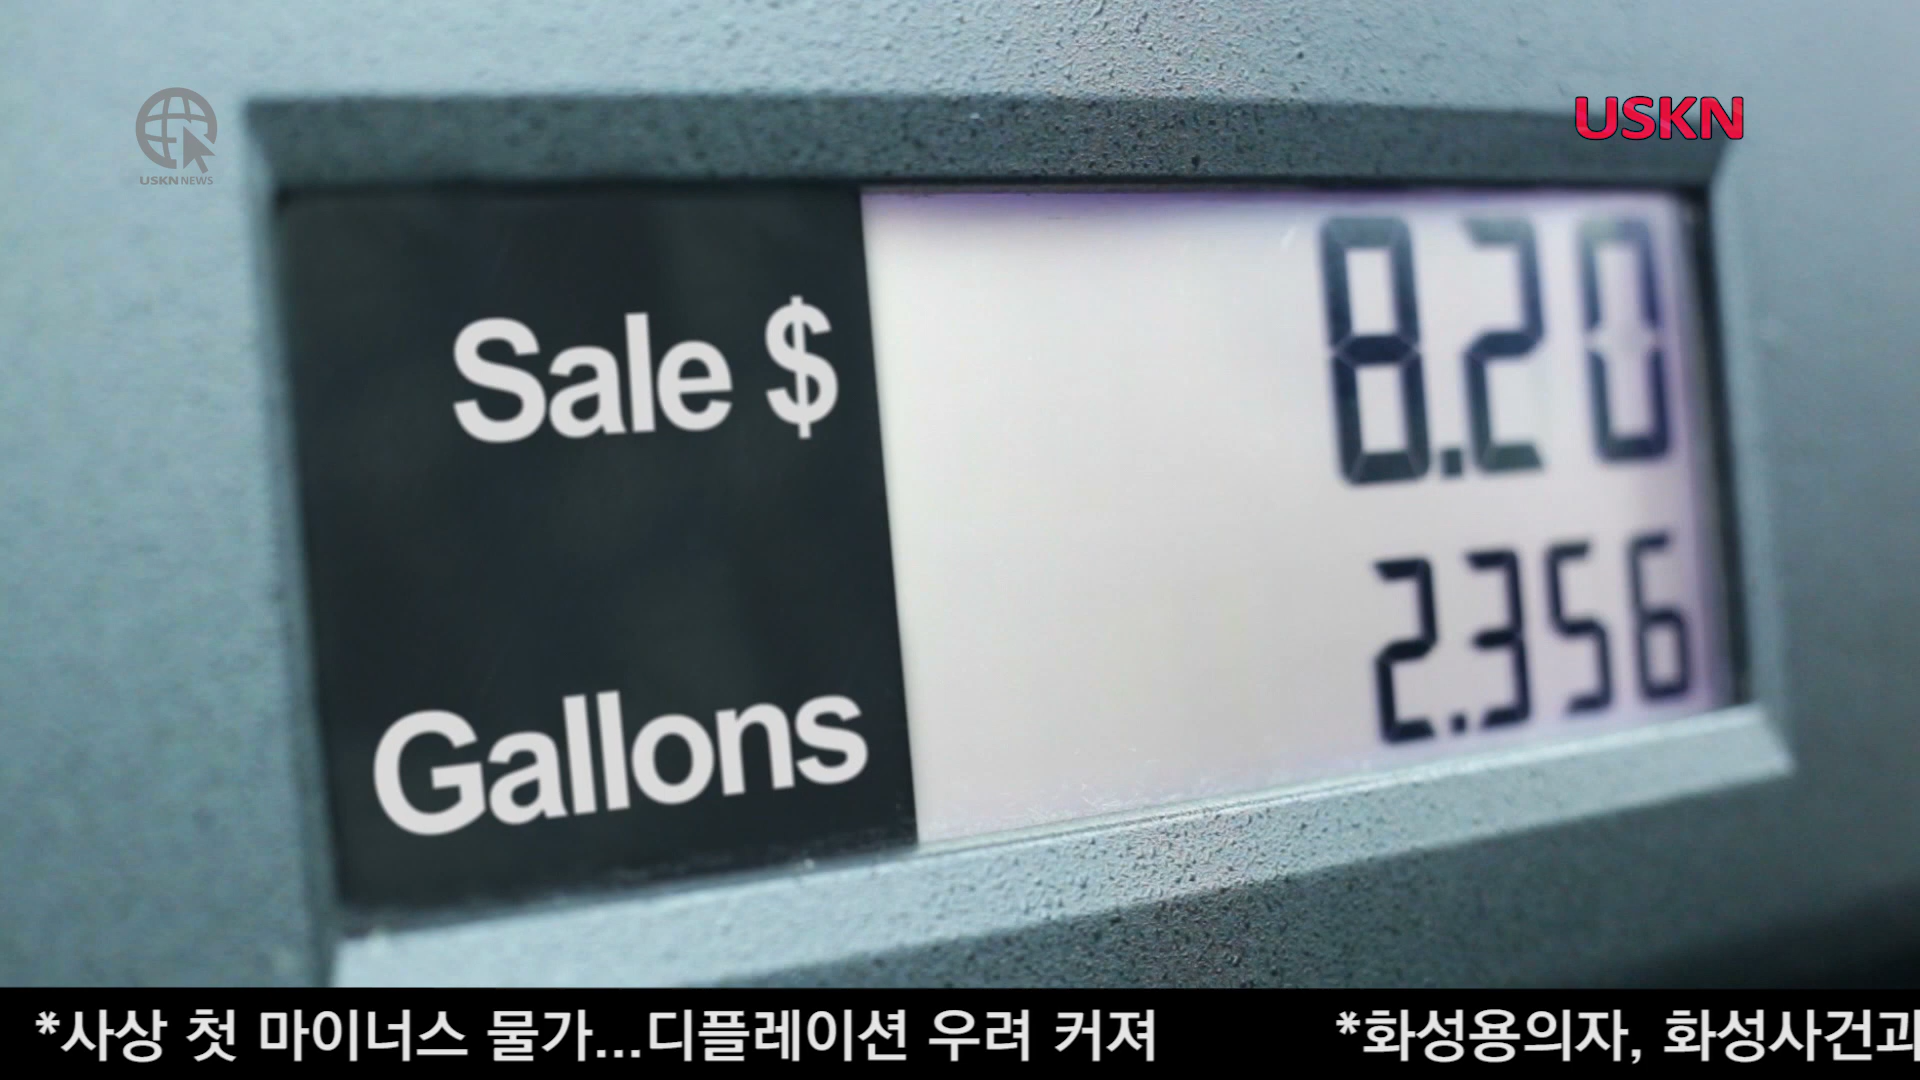 USKN NEWS
USKN
Sale $ 8.20
Gallons 2.356
*사상 첫 마이너스 물가...디플레이션 우려 커져 *화성용의자, 화성사건과